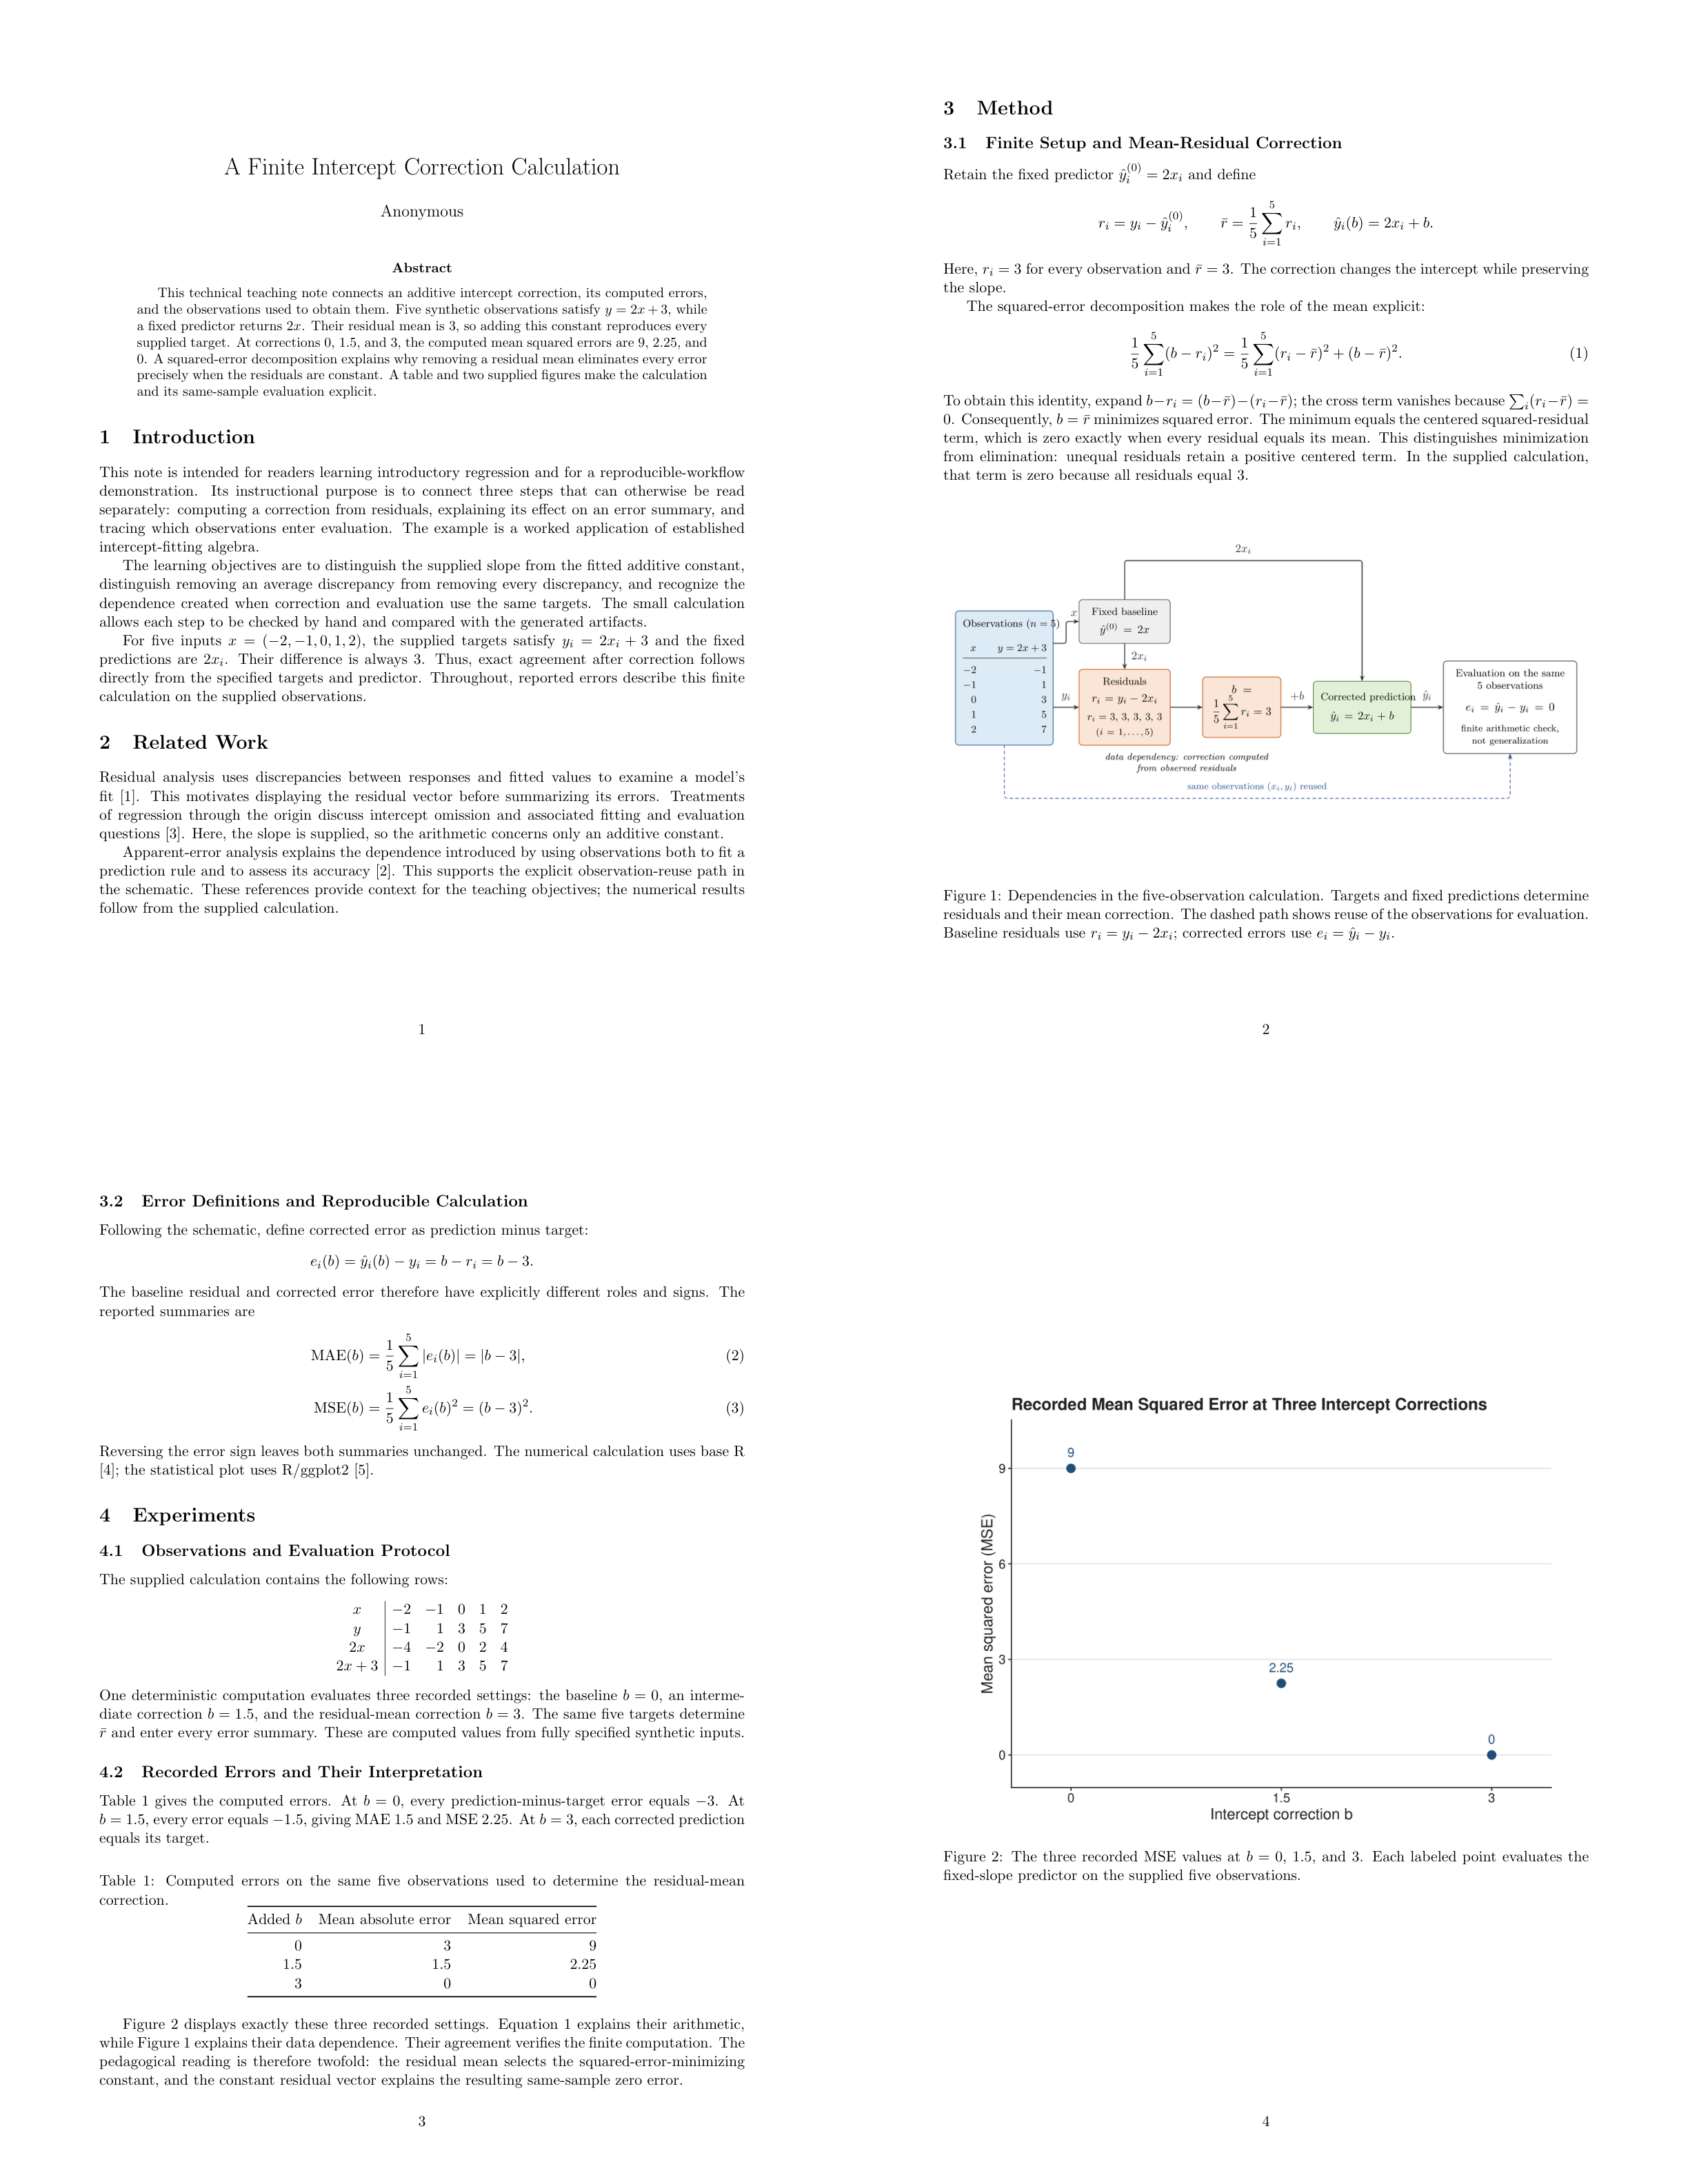 A Finite Intercept Correction Calculation
Anonymous
Abstract
This technical teaching note connects an additive intercept correction, its computed errors,
and the observations used to obtain them. Five synthetic observations satisfy y = 2x + 3, while
a fixed predictor returns 2x. Their residual mean is 3, so adding this constant reproduces every
supplied target. At corrections 0, 1.5, and 3, the computed mean squared errors are 9, 2.25, and
0. A squared-error decomposition explains why removing a residual mean eliminates every error
precisely when the residuals are constant. A table and two supplied figures make the calculation
and its same-sample evaluation explicit.
1 Introduction
This note is intended for readers learning introductory regression and for a reproducible-workflow
demonstration. Its instructional purpose is to connect three steps that can otherwise be read
separately: computing a correction from residuals, explaining its effect on an error summary, and
tracing which observations enter evaluation. The example is a worked application of established
intercept-fitting algebra.
The learning objectives are to distinguish the supplied slope from the fitted additive constant,
distinguish removing an average discrepancy from removing every discrepancy, and recognize the
dependence created when correction and evaluation use the same targets. The small calculation
allows each step to be checked by hand and compared with the generated artifacts.
For five inputs x = (−2, −1, 0, 1, 2), the supplied targets satisfy yᵢ = 2xᵢ + 3 and the fixed
predictions are 2xᵢ. Their difference is always 3. Thus, exact agreement after correction follows
directly from the specified targets and predictor. Throughout, reported errors describe this finite
calculation on the supplied observations.
2 Related Work
Residual analysis uses discrepancies between responses and fitted values to examine a model's
fit [1]. This motivates displaying the residual vector before summarizing its errors. Treatments
of regression through the origin discuss intercept omission and associated fitting and evaluation
questions [3]. Here, the slope is supplied, so the arithmetic concerns only an additive constant.
Apparent-error analysis explains the dependence introduced by using observations both to fit a
prediction rule and to assess its accuracy [2]. This supports the explicit observation-reuse path in
the schematic. These references provide context for the teaching objectives; the numerical results
follow from the supplied calculation.
1
3 Method
3.1 Finite Setup and Mean-Residual Correction
Retain the fixed predictor ŷᵢ⁽⁰⁾ = 2xᵢ and define
rᵢ = yᵢ − ŷᵢ⁽⁰⁾, r̄ = 1/5 ∑ᵢ₌₁⁵ rᵢ, ŷᵢ(b) = 2xᵢ + b.
Here, rᵢ = 3 for every observation and r̄ = 3. The correction changes the intercept while preserving
the slope.
The squared-error decomposition makes the role of the mean explicit:
1/5 ∑ᵢ₌₁⁵ (b − rᵢ)² = 1/5 ∑ᵢ₌₁⁵ (rᵢ − r̄)² + (b − r̄)². (1)
To obtain this identity, expand b−rᵢ = (b−r̄)−(rᵢ−r̄); the cross term vanishes because ∑ᵢ(rᵢ−r̄) =
0. Consequently, b = r̄ minimizes squared error. The minimum equals the centered squared-residual
term, which is zero exactly when every residual equals its mean. This distinguishes minimization
from elimination: unequal residuals retain a positive centered term. In the supplied calculation,
that term is zero because all residuals equal 3.
2xᵢ
Observations (n = 5)
x y = 2x + 3
−2 −1
−1 1
0 3
1 5
2 7
x
Fixed baseline
ŷ⁽⁰⁾ = 2x
2xᵢ
yᵢ
Residuals
rᵢ = yᵢ − 2xᵢ
rᵢ = 3, 3, 3, 3, 3
(i = 1, . . . , 5)
b =
1/5 ∑ᵢ₌₁⁵ rᵢ = 3
+b
Corrected prediction
ŷᵢ = 2xᵢ + b
ŷᵢ
Evaluation on the same
5 observations
eᵢ = ŷᵢ − yᵢ = 0
finite arithmetic check,
not generalization
data dependency: correction computed
from observed residuals
same observations (xᵢ, yᵢ) reused
Figure 1: Dependencies in the five-observation calculation. Targets and fixed predictions determine
residuals and their mean correction. The dashed path shows reuse of the observations for evaluation.
Baseline residuals use rᵢ = yᵢ − 2xᵢ; corrected errors use eᵢ = ŷᵢ − yᵢ.
2
3.2 Error Definitions and Reproducible Calculation
Following the schematic, define corrected error as prediction minus target:
eᵢ(b) = ŷᵢ(b) − yᵢ = b − rᵢ = b − 3.
The baseline residual and corrected error therefore have explicitly different roles and signs. The
reported summaries are
MAE(b) = 1/5 ∑ᵢ₌₁⁵ |eᵢ(b)| = |b − 3|, (2)
MSE(b) = 1/5 ∑ᵢ₌₁⁵ eᵢ(b)² = (b − 3)². (3)
Reversing the error sign leaves both summaries unchanged. The numerical calculation uses base R
[4]; the statistical plot uses R/ggplot2 [5].
4 Experiments
4.1 Observations and Evaluation Protocol
The supplied calculation contains the following rows:
x −2 −1 0 1 2
y −1 1 3 5 7
2x −4 −2 0 2 4
2x + 3 −1 1 3 5 7
One deterministic computation evaluates three recorded settings: the baseline b = 0, an interme-
diate correction b = 1.5, and the residual-mean correction b = 3. The same five targets determine
r̄ and enter every error summary. These are computed values from fully specified synthetic inputs.
4.2 Recorded Errors and Their Interpretation
Table 1 gives the computed errors. At b = 0, every prediction-minus-target error equals −3. At
b = 1.5, every error equals −1.5, giving MAE 1.5 and MSE 2.25. At b = 3, each corrected prediction
equals its target.
Table 1: Computed errors on the same five observations used to determine the residual-mean
correction.
Added b Mean absolute error Mean squared error
0 3 9
1.5 1.5 2.25
3 0 0
Figure 2 displays exactly these three recorded settings. Equation 1 explains their arithmetic,
while Figure 1 explains their data dependence. Their agreement verifies the finite computation. The
pedagogical reading is therefore twofold: the residual mean selects the squared-error-minimizing
constant, and the constant residual vector explains the resulting same-sample zero error.
3
Recorded Mean Squared Error at Three Intercept Corrections
Mean squared error (MSE)
9
6
3
0
9
2.25
0
0 1.5 3
Intercept correction b
Figure 2: The three recorded MSE values at b = 0, 1.5, and 3. Each labeled point evaluates the
fixed-slope predictor on the supplied five observations.
4